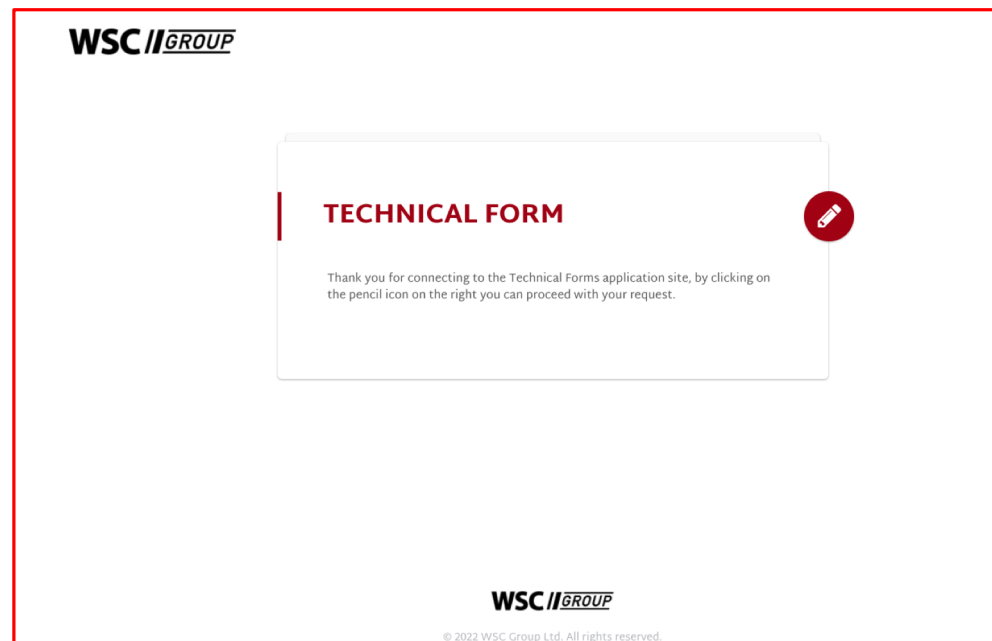 WSC//GROUP
TECHNICAL FORM
Thank you for connecting to the Technical Forms application site, by clicking on
the pencil icon on the right you can proceed with your request.
WSC//GROUP
© 2022 WSC Group Ltd. All rights reserved.